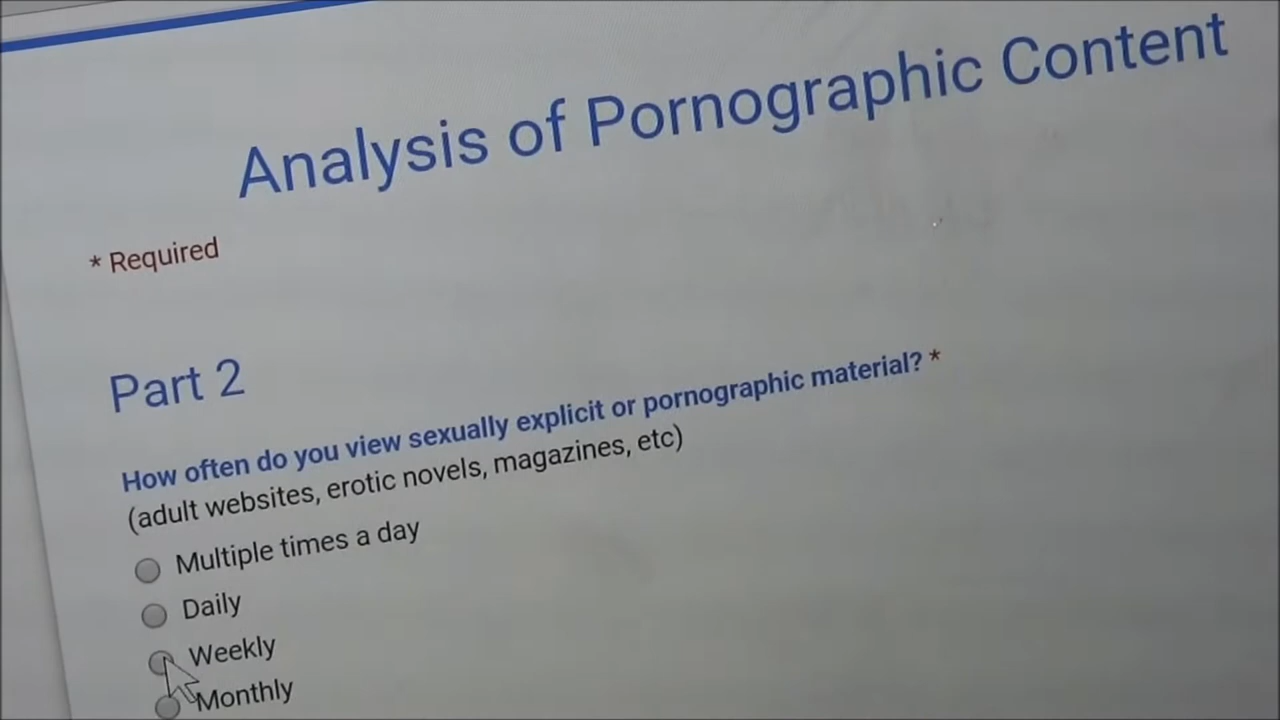 Analysis of Pornographic Content
* Required
Part 2
How often do you view sexually explicit or pornographic material? *
(adult websites, erotic novels, magazines, etc)
Multiple times a day
Daily
Weekly
Monthly